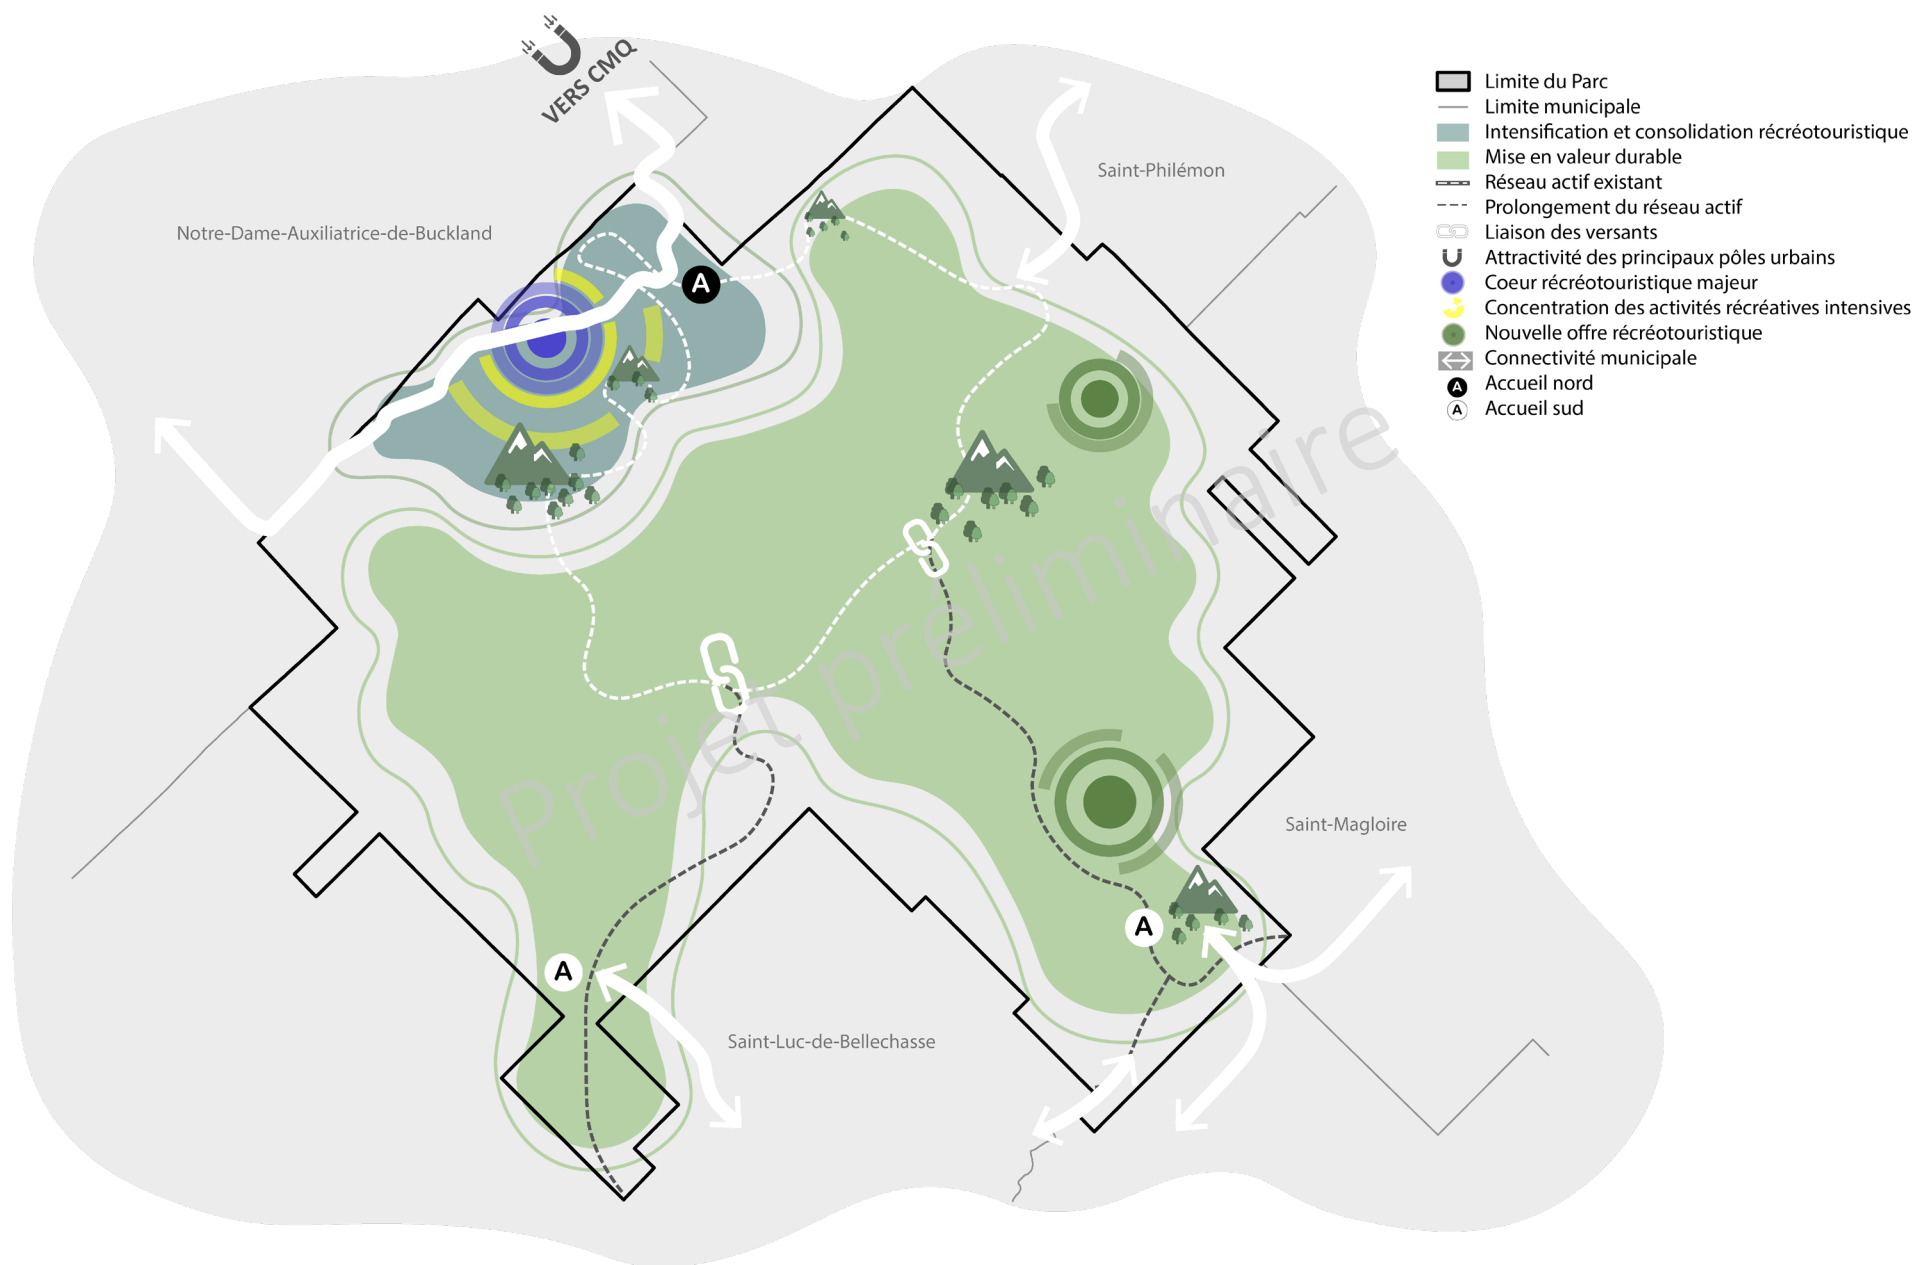 VERS CMQ
Saint-Philémon
Notre-Dame-Auxiliatrice-de-Buckland
A
Projet préliminaire
Saint-Magloire
A
A
Saint-Luc-de-Bellechasse
Limite du Parc
Limite municipale
Intensification et consolidation récréotouristique
Mise en valeur durable
Réseau actif existant
Prolongement du réseau actif
Liaison des versants
Attractivité des principaux pôles urbains
Coeur récréotouristique majeur
Concentration des activités récréatives intensives
Nouvelle offre récréotouristique
Connectivité municipale
A Accueil nord
A Accueil sud